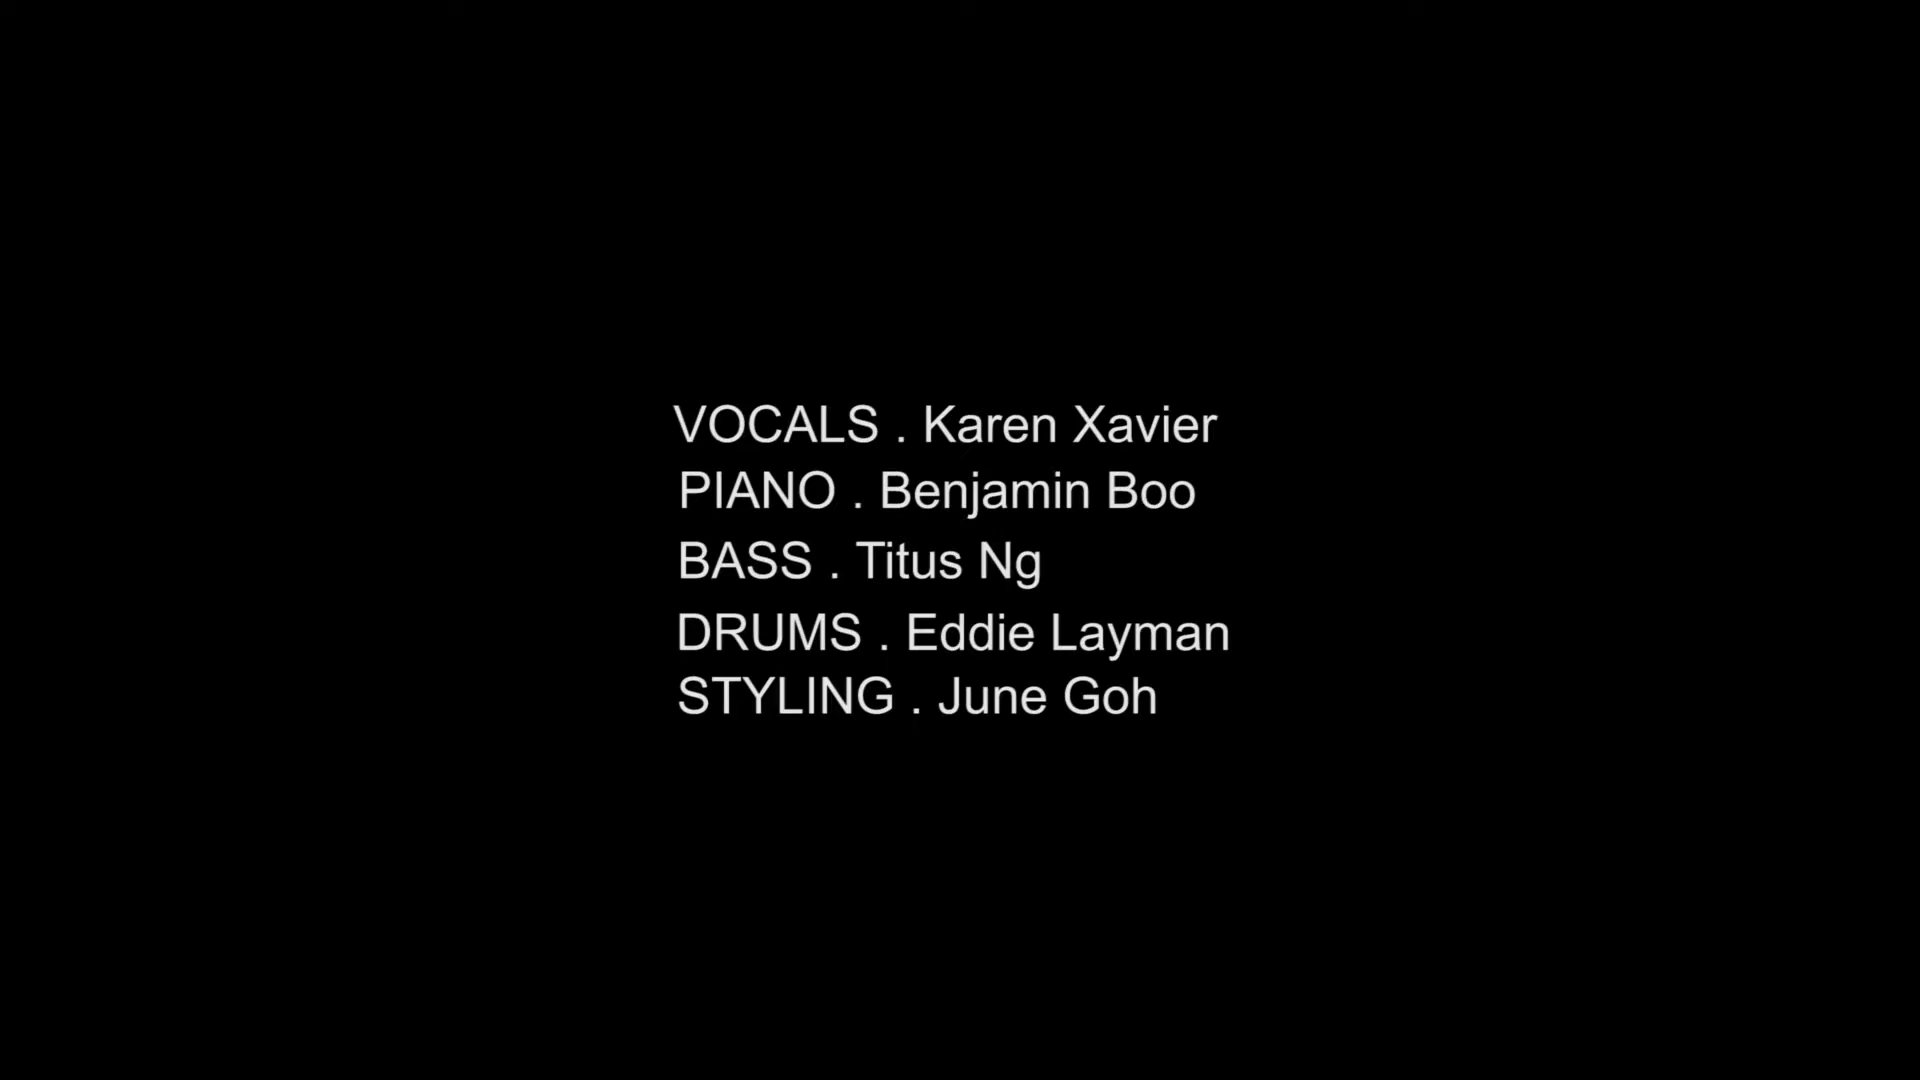 VOCALS . Karen Xavier
PIANO . Benjamin Boo
BASS . Titus Ng
DRUMS . Eddie Layman
STYLING . June Goh